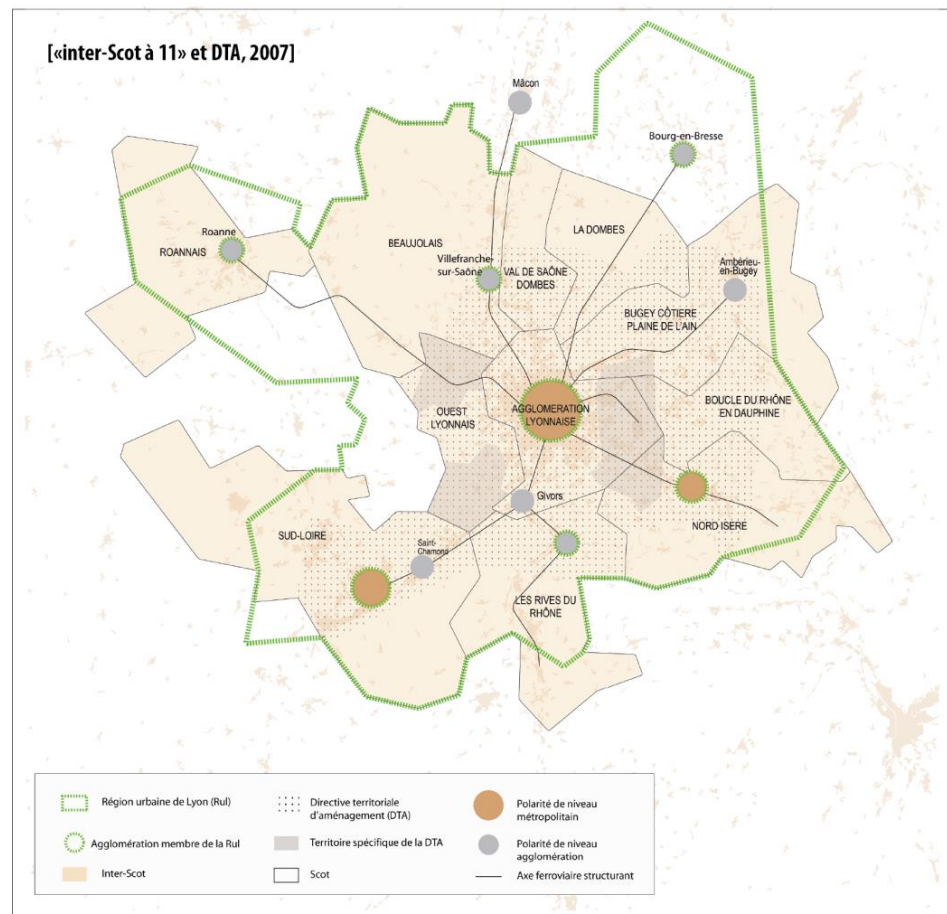 [«inter-Scot à 11» et DTA, 2007]
Mâcon
Bourg-en-Bresse
Roanne
ROANNAIS
BEAUJOLAIS
LA DOMBES
Villefranche-
sur-Saône
VAL DE SAÔNE
DOMBES
Ambérieu-
en-Bugey
BUGEY CÔTIERE
PLAINE DE L'AIN
OUEST
LYONNAIS
AGGLOMERATION
LYONNAISE
BOUCLE DU RHÔNE
EN DAUPHINE
Givors
NORD ISERE
SUD-LOIRE
Saint-
Chamond
LES RIVES DU
RHÔNE
Région urbaine de Lyon (Rul)
Agglomération membre de la Rul
Inter-Scot
Directive territoriale
d'aménagement (DTA)
Territoire spécifique de la DTA
Scot
Polarité de niveau
métropolitain
Polarité de niveau
agglomération
Axe ferroviaire structurant